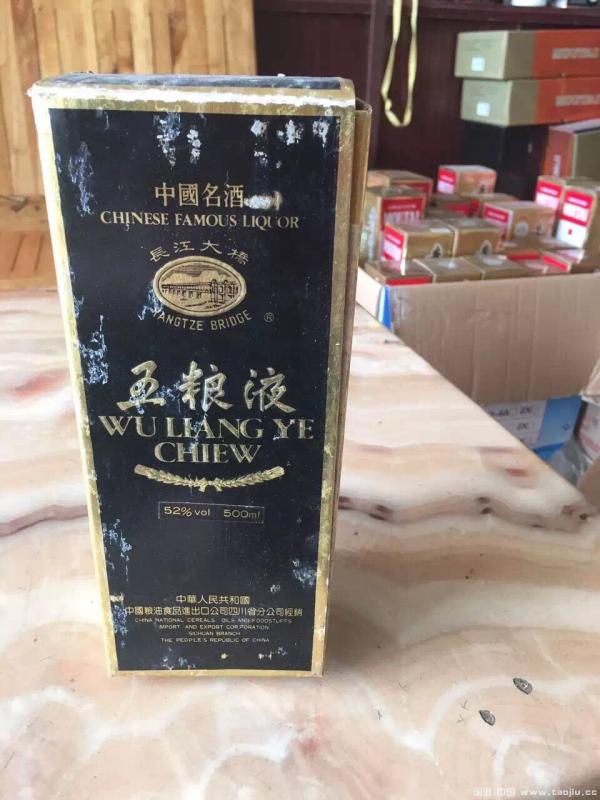 中國名酒
CHINESE FAMOUS LIQUOR
長江大橋
YANGTZE BRIDGE ®
五粮液
WU LIANG YE
CHIEW
52%vol 500ml
中華人民共和國
中國粮油食品進出口公司四川省分公司經銷
CHINA NATIONAL CEREALS OILS AND FOODSTUFFS
IMPORT AND EXPORT CORPORATION
SICHUAN BRANCH
THE PEOPLE'S REPUBLIC OF CHINA
www.taojiu.cc